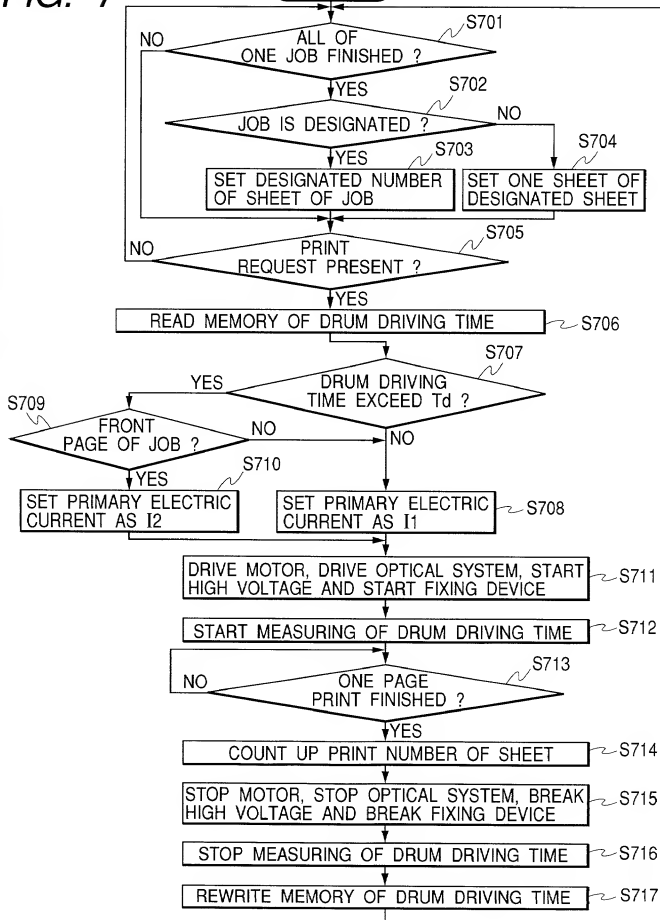 FIG. 7
S701
NO
ALL OF
ONE JOB FINISHED ?
YES
S702
JOB IS DESIGNATED ?
NO
YES
S703
S704
SET DESIGNATED NUMBER
OF SHEET OF JOB
SET ONE SHEET OF
DESIGNATED SHEET
S705
NO
PRINT
REQUEST PRESENT ?
YES
READ MEMORY OF DRUM DRIVING TIME
S706
S707
YES
DRUM DRIVING
TIME EXCEED Td ?
S709
FRONT
PAGE OF JOB ?
NO
NO
YES
S710
SET PRIMARY ELECTRIC
CURRENT AS I2
SET PRIMARY ELECTRIC
CURRENT AS I1
S708
DRIVE MOTOR, DRIVE OPTICAL SYSTEM, START
HIGH VOLTAGE AND START FIXING DEVICE
S711
START MEASURING OF DRUM DRIVING TIME
S712
S713
NO
ONE PAGE
PRINT FINISHED ?
YES
COUNT UP PRINT NUMBER OF SHEET
S714
STOP MOTOR, STOP OPTICAL SYSTEM, BREAK
HIGH VOLTAGE AND BREAK FIXING DEVICE
S715
STOP MEASURING OF DRUM DRIVING TIME
S716
REWRITE MEMORY OF DRUM DRIVING TIME
S717